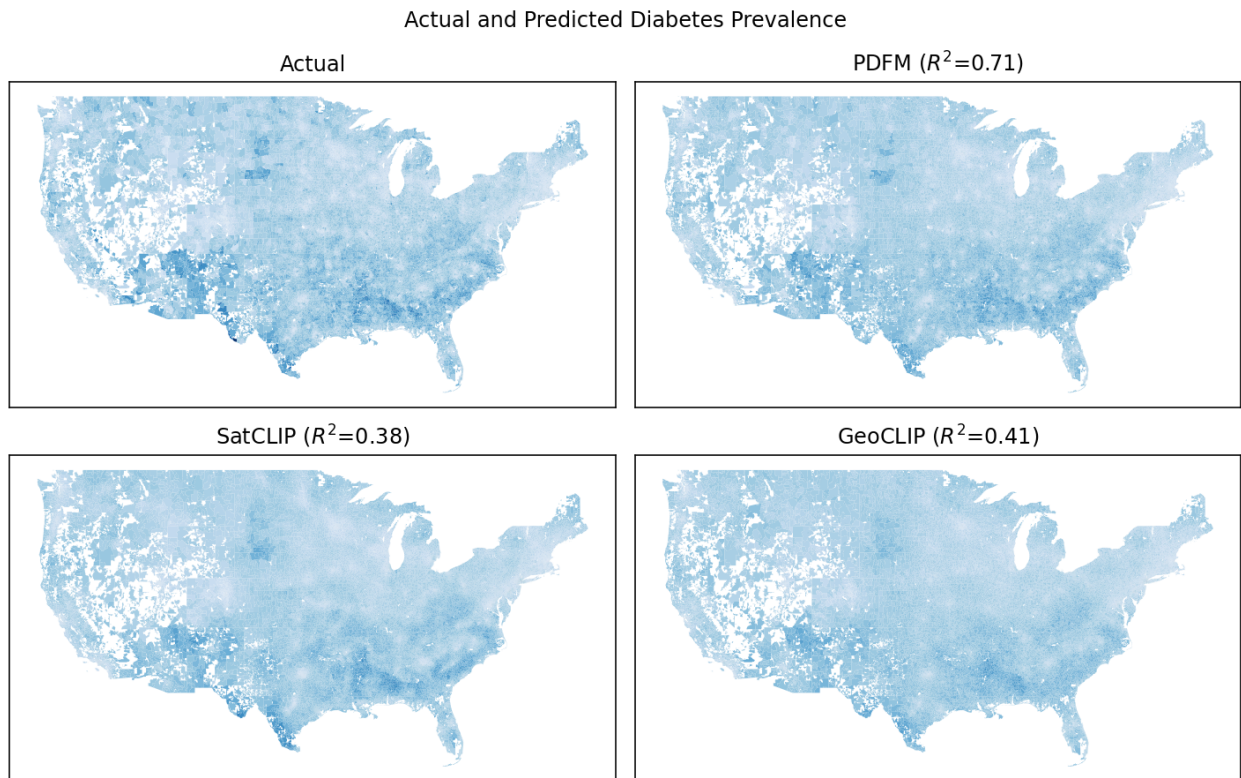 Actual and Predicted Diabetes Prevalence
Actual
PDFM (R²=0.71)
SatCLIP (R²=0.38)
GeoCLIP (R²=0.41)